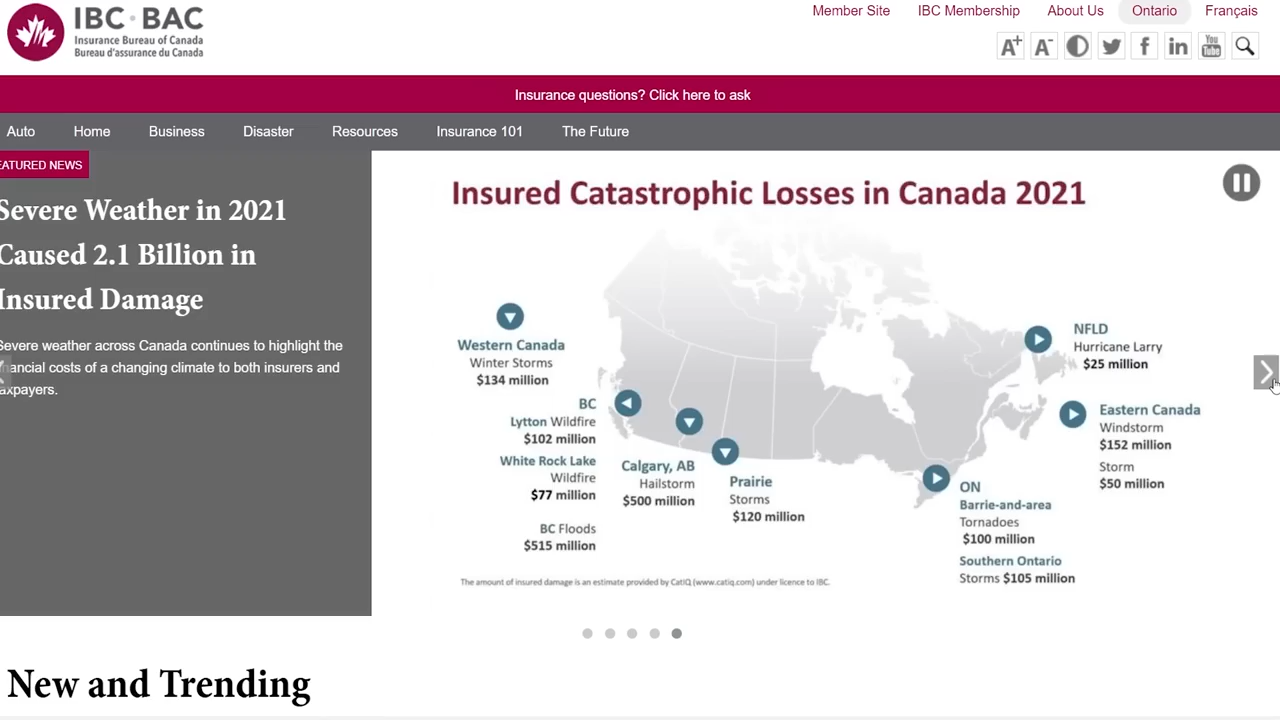 IBC · BAC
Insurance Bureau of Canada
Bureau d'assurance du Canada
Member Site
IBC Membership
About Us
Ontario
Français
A+
A-
You
Tube
Insurance questions? Click here to ask
Auto
Home
Business
Disaster
Resources
Insurance 101
The Future
EATURED NEWS
Severe Weather in 2021
Caused 2.1 Billion in
Insured Damage
Severe weather across Canada continues to highlight the
nancial costs of a changing climate to both insurers and
axpayers.
Insured Catastrophic Losses in Canada 2021
Western Canada
Winter Storms
$134 million
BC
Lytton Wildfire
$102 million
White Rock Lake
Wildfire
$77 million
BC Floods
$515 million
Calgary, AB
Hailstorm
$500 million
Prairie
Storms
$120 million
NFLD
Hurricane Larry
$25 million
Eastern Canada
Windstorm
$152 million
Storm
$50 million
ON
Barrie-and-area
Tornadoes
$100 million
Southern Ontario
Storms $105 million
The amount of insured damage is an estimate provided by CatIQ (www.catiq.com) under licence to IBC.
New and Trending